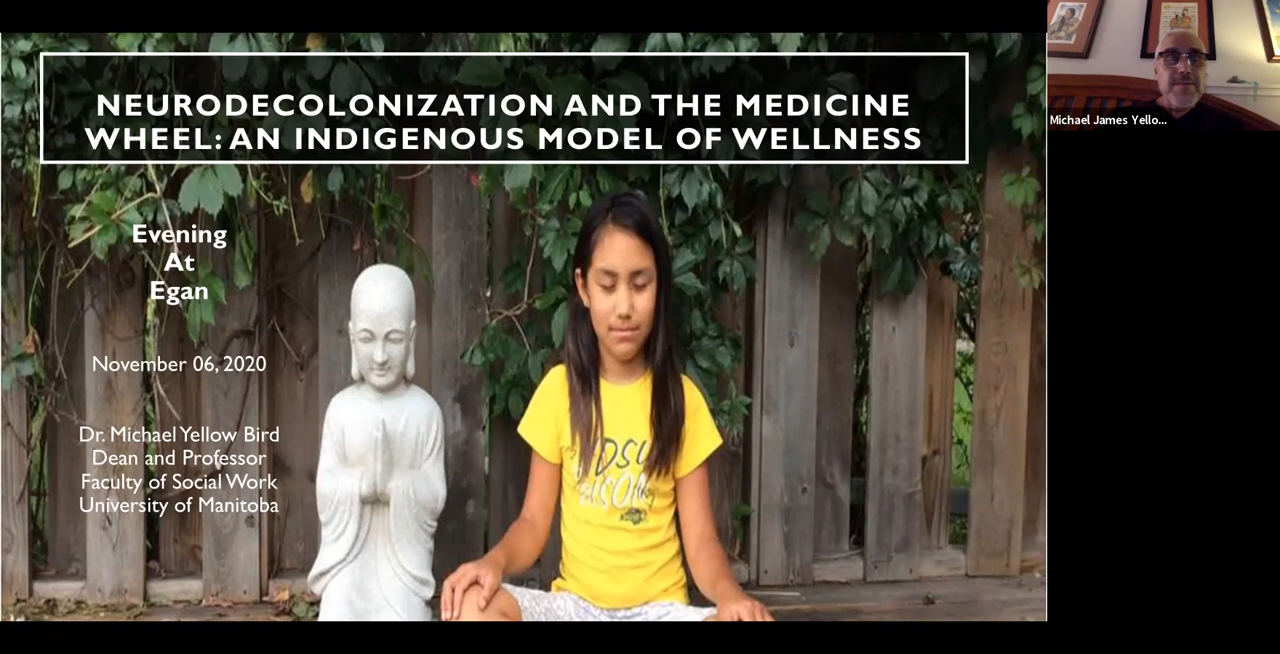 NEURODECOLONIZATION AND THE MEDICINE
WHEEL: AN INDIGENOUS MODEL OF WELLNESS
Evening
At
Egan
November 06, 2020
Dr. Michael Yellow Bird
Dean and Professor
Faculty of Social Work
University of Manitoba
Michael James Yello...